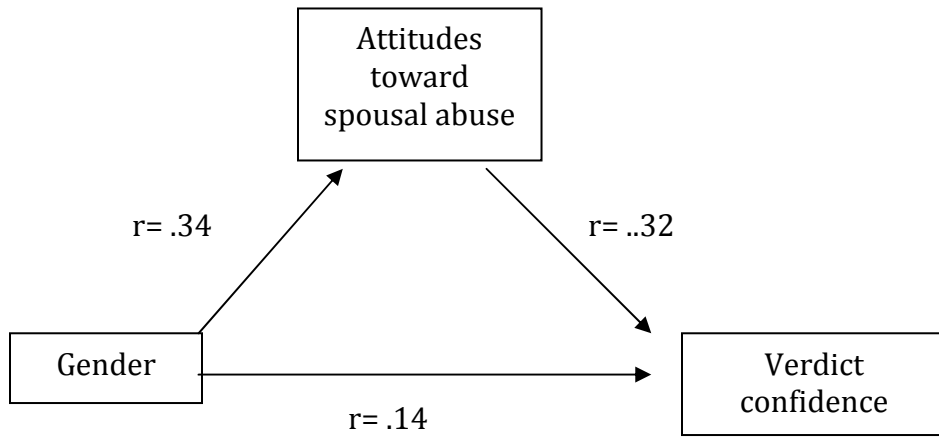 Attitudes
toward
spousal abuse
r= .34
r= ..32
Gender
Verdict
confidence
r= .14